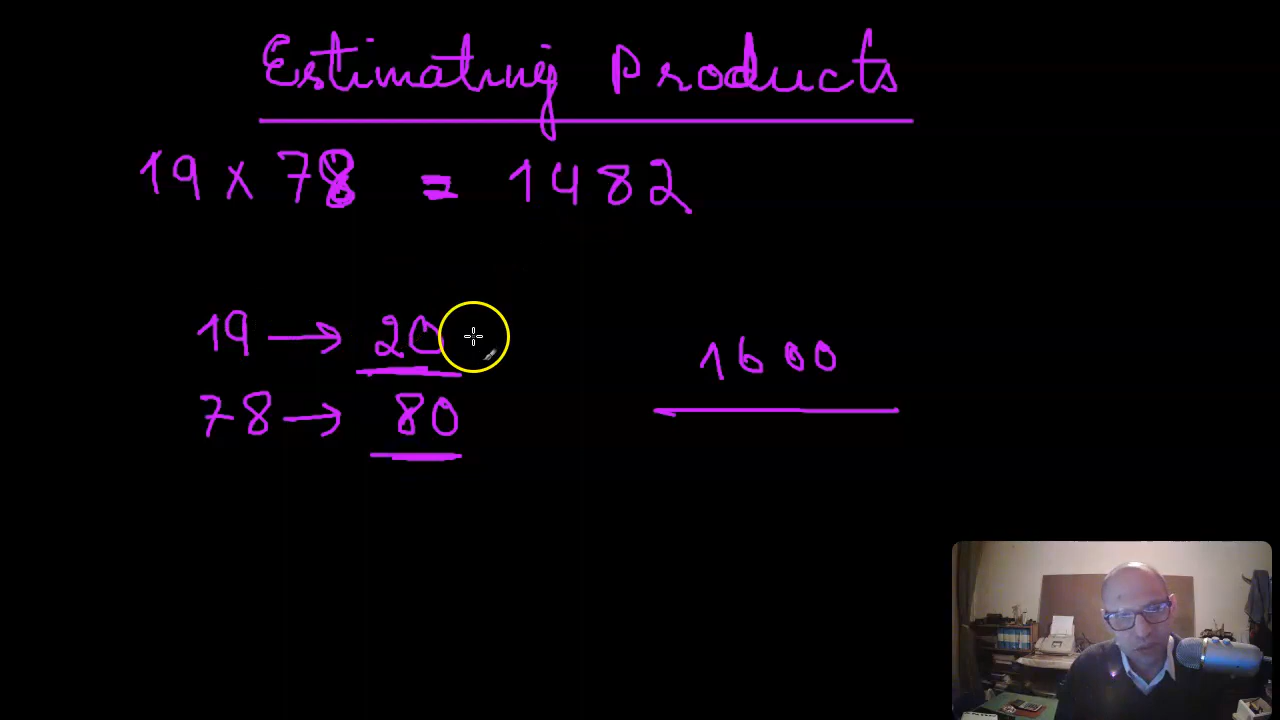 Estimating Products
19 x 78 = 1482
19 → 20
78 → 80
1600